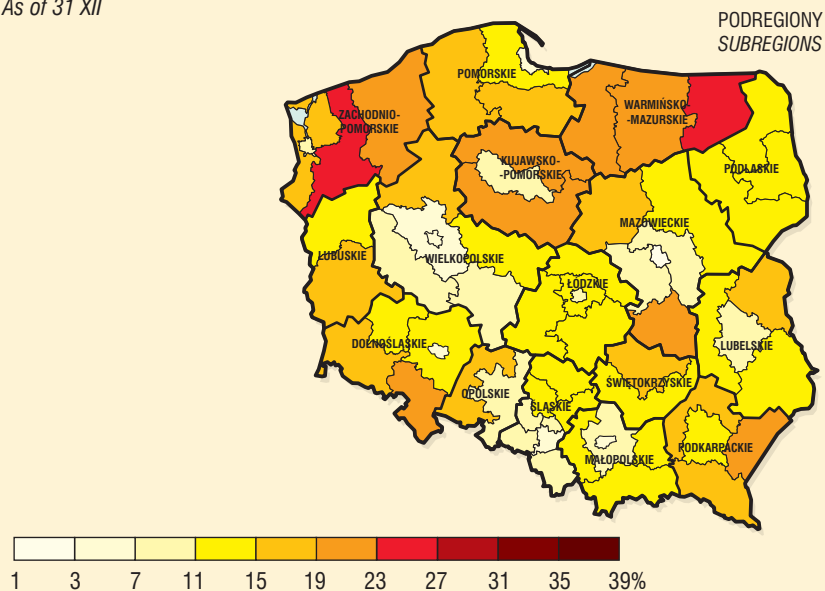 As of 31 XII
PODREGIONY
SUBREGIONS
POMORSKIE
ZACHODNIO-
POMORSKIE
WARMIŃSKO
-MAZURSKIE
KUJAWSKO-
-POMORSKIE
PODLASKIE
MAZOWIECKIE
LUBUSKIE
WIELKOPOLSKIE
ŁÓDZKIE
DOLNOŚLĄSKIE
LUBELSKIE
OPOLSKIE
ŚWIĘTOKRZYSKIE
ŚLĄSKIE
PODKARPACKIE
MAŁOPOLSKIE
1 3 7 11 15 19 23 27 31 35 39%